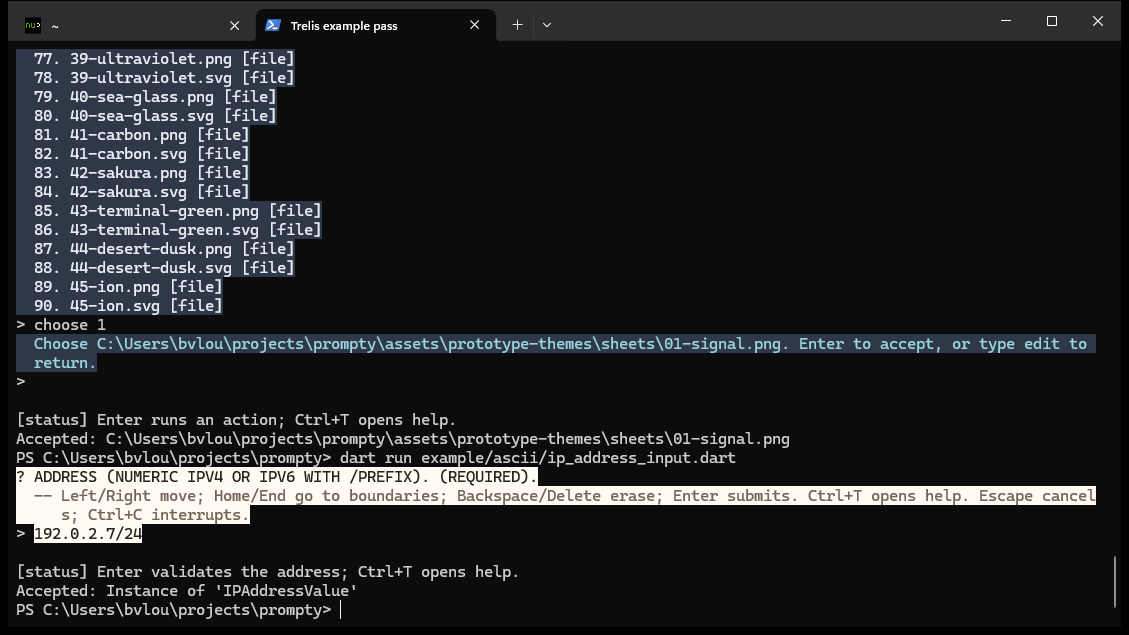 nu> ~
Trelis example pass
77. 39-ultraviolet.png [file]
78. 39-ultraviolet.svg [file]
79. 40-sea-glass.png [file]
80. 40-sea-glass.svg [file]
81. 41-carbon.png [file]
82. 41-carbon.svg [file]
83. 42-sakura.png [file]
84. 42-sakura.svg [file]
85. 43-terminal-green.png [file]
86. 43-terminal-green.svg [file]
87. 44-desert-dusk.png [file]
88. 44-desert-dusk.svg [file]
89. 45-ion.png [file]
90. 45-ion.svg [file]
> choose 1
Choose C:\Users\bvlou\projects\prompty\assets\prototype-themes\sheets\01-signal.png. Enter to accept, or type edit to
return.
>
[status] Enter runs an action; Ctrl+T opens help.
Accepted: C:\Users\bvlou\projects\prompty\assets\prototype-themes\sheets\01-signal.png
PS C:\Users\bvlou\projects\prompty> dart run example/ascii/ip_address_input.dart
? ADDRESS (NUMERIC IPV4 OR IPV6 WITH /PREFIX). (REQUIRED).
-- Left/Right move; Home/End go to boundaries; Backspace/Delete erase; Enter submits. Ctrl+T opens help. Escape cancel
s; Ctrl+C interrupts.
> 192.0.2.7/24
[status] Enter validates the address; Ctrl+T opens help.
Accepted: Instance of 'IPAddressValue'
PS C:\Users\bvlou\projects\prompty>